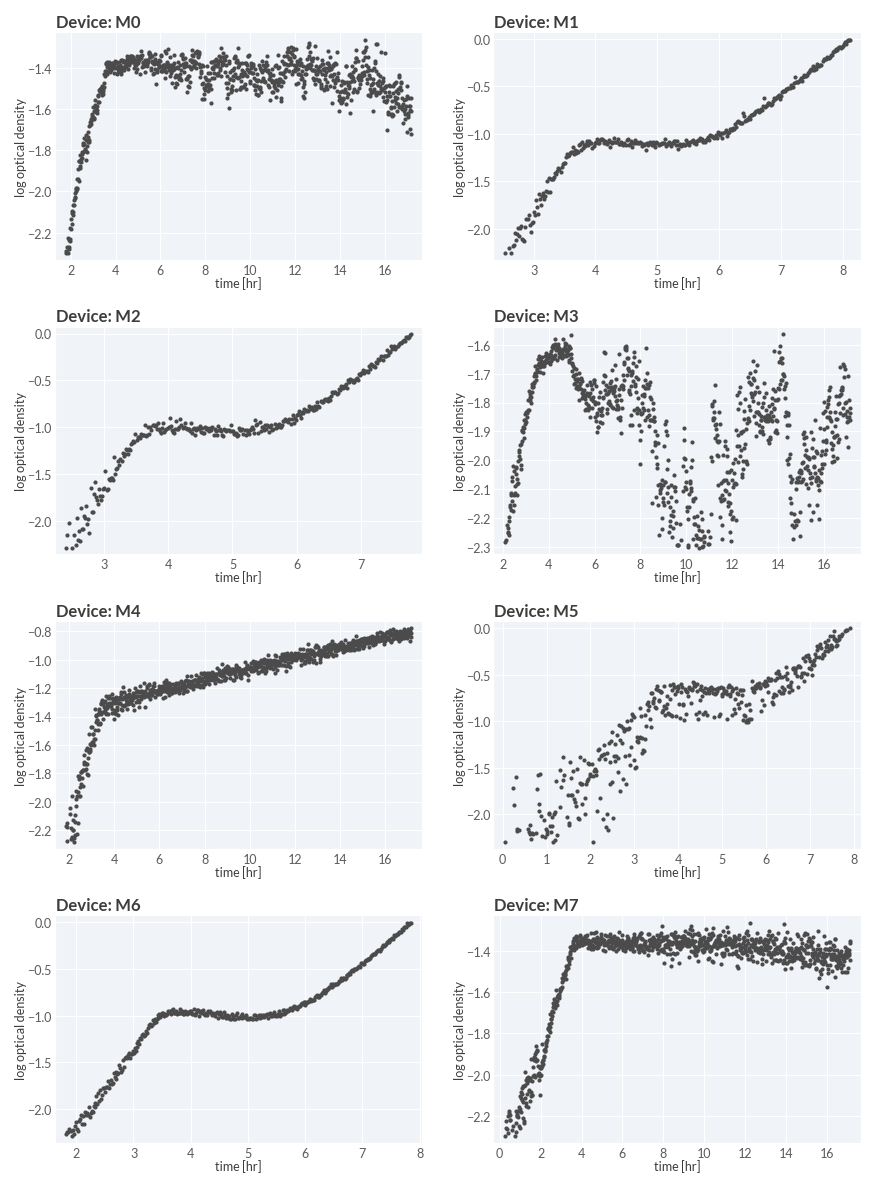 Device: M0
log optical density
−1.4
−1.6
−1.8
−2.0
−2.2
2 4 6 8 10 12 14 16
time [hr]
Device: M1
log optical density
0.0
−0.5
−1.0
−1.5
−2.0
3 4 5 6 7 8
time [hr]
Device: M2
log optical density
0.0
−0.5
−1.0
−1.5
−2.0
3 4 5 6 7
time [hr]
Device: M3
log optical density
−1.6
−1.7
−1.8
−1.9
−2.0
−2.1
−2.2
−2.3
2 4 6 8 10 12 14 16
time [hr]
Device: M4
log optical density
−0.8
−1.0
−1.2
−1.4
−1.6
−1.8
−2.0
−2.2
2 4 6 8 10 12 14 16
time [hr]
Device: M5
log optical density
0.0
−0.5
−1.0
−1.5
−2.0
0 1 2 3 4 5 6 7 8
time [hr]
Device: M6
log optical density
0.0
−0.5
−1.0
−1.5
−2.0
2 3 4 5 6 7 8
time [hr]
Device: M7
log optical density
−1.4
−1.6
−1.8
−2.0
−2.2
0 2 4 6 8 10 12 14 16
time [hr]